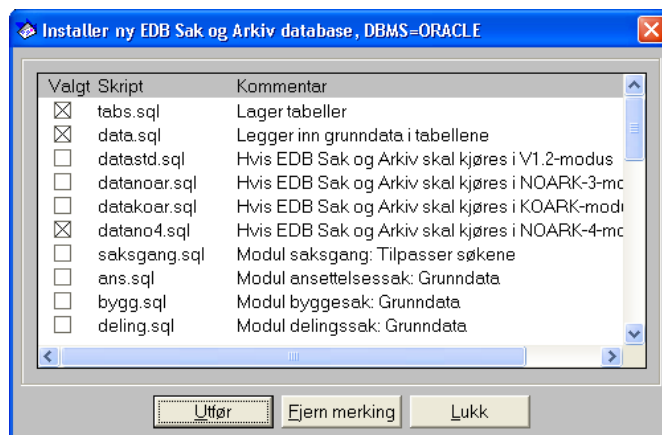 Installer ny EDB Sak og Arkiv database, DBMS=ORACLE
Valgt Skript Kommentar
tabs.sql Lager tabeller
data.sql Legger inn grunndata i tabellene
datastd.sql Hvis EDB Sak og Arkiv skal kjøres i V1.2-modus
datanoar.sql Hvis EDB Sak og Arkiv skal kjøres i NOARK-3-mo
datakoar.sql Hvis EDB Sak og Arkiv skal kjøres i KOARK-modu
datano4.sql Hvis EDB Sak og Arkiv skal kjøres i NOARK-4-mo
saksgang.sql Modul saksgang: Tilpasser søkene
ans.sql Modul ansettelsessak: Grunndata
bygg.sql Modul byggesak: Grunndata
deling.sql Modul delingssak: Grunndata
Utfør Fjern merking Lukk